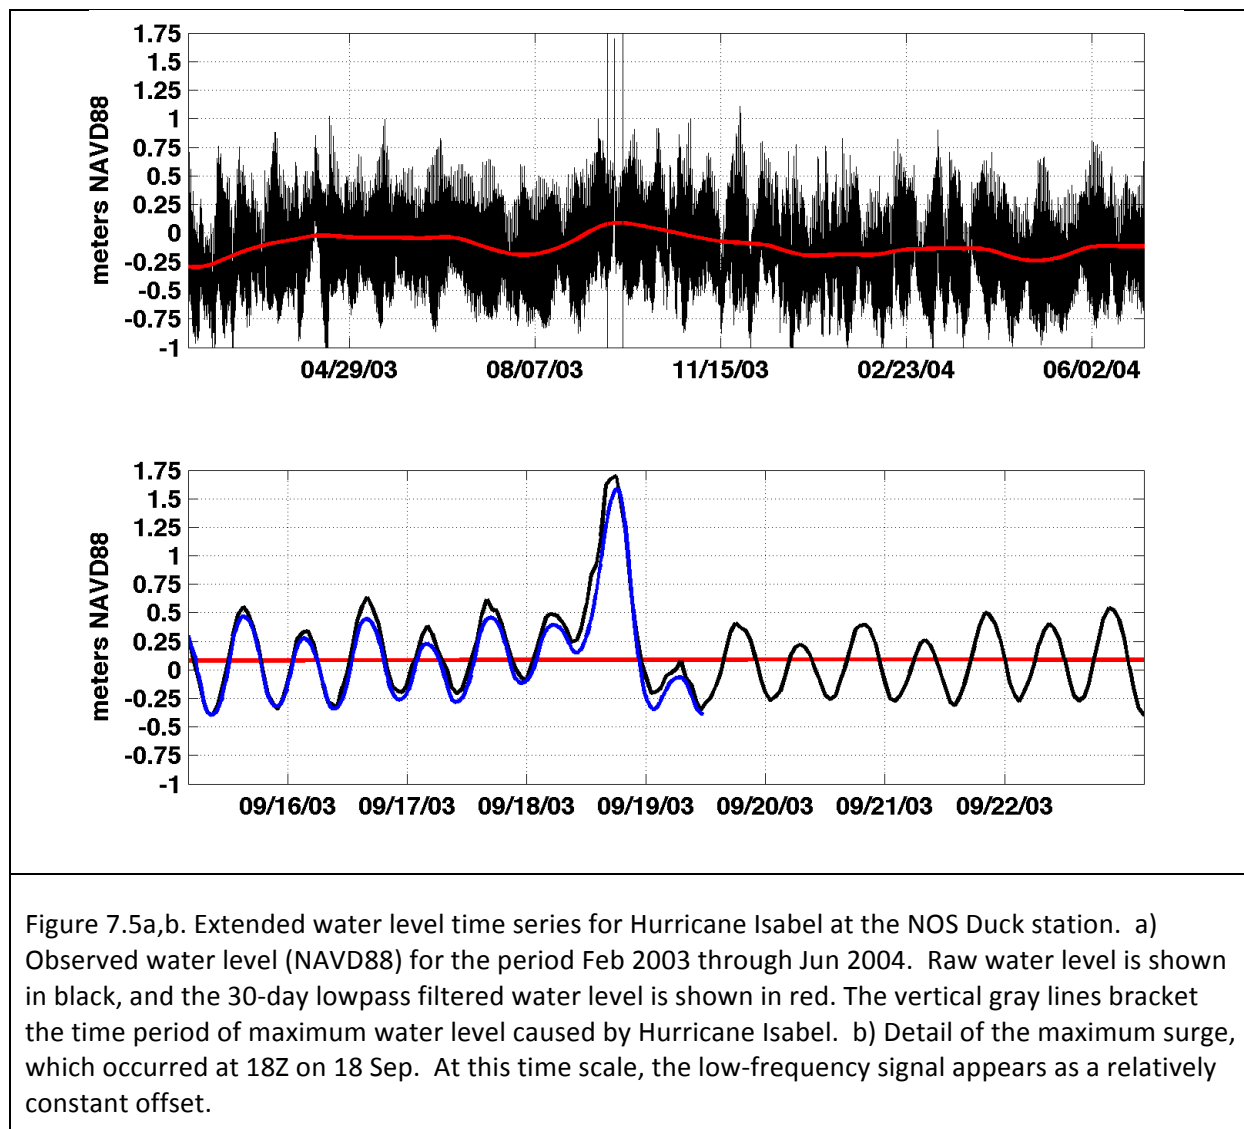 1.75
1.5
1.25
1
0.75
0.5
0.25
0
-0.25
-0.5
-0.75
-1
meters NAVD88
04/29/03 08/07/03 11/15/03 02/23/04 06/02/04
1.75
1.5
1.25
1
0.75
0.5
0.25
0
-0.25
-0.5
-0.75
-1
meters NAVD88
09/16/03 09/17/03 09/18/03 09/19/03 09/20/03 09/21/03 09/22/03
Figure 7.5a,b. Extended water level time series for Hurricane Isabel at the NOS Duck station. a)
Observed water level (NAVD88) for the period Feb 2003 through Jun 2004. Raw water level is shown
in black, and the 30-day lowpass filtered water level is shown in red. The vertical gray lines bracket
the time period of maximum water level caused by Hurricane Isabel. b) Detail of the maximum surge,
which occurred at 18Z on 18 Sep. At this time scale, the low-frequency signal appears as a relatively
constant offset.